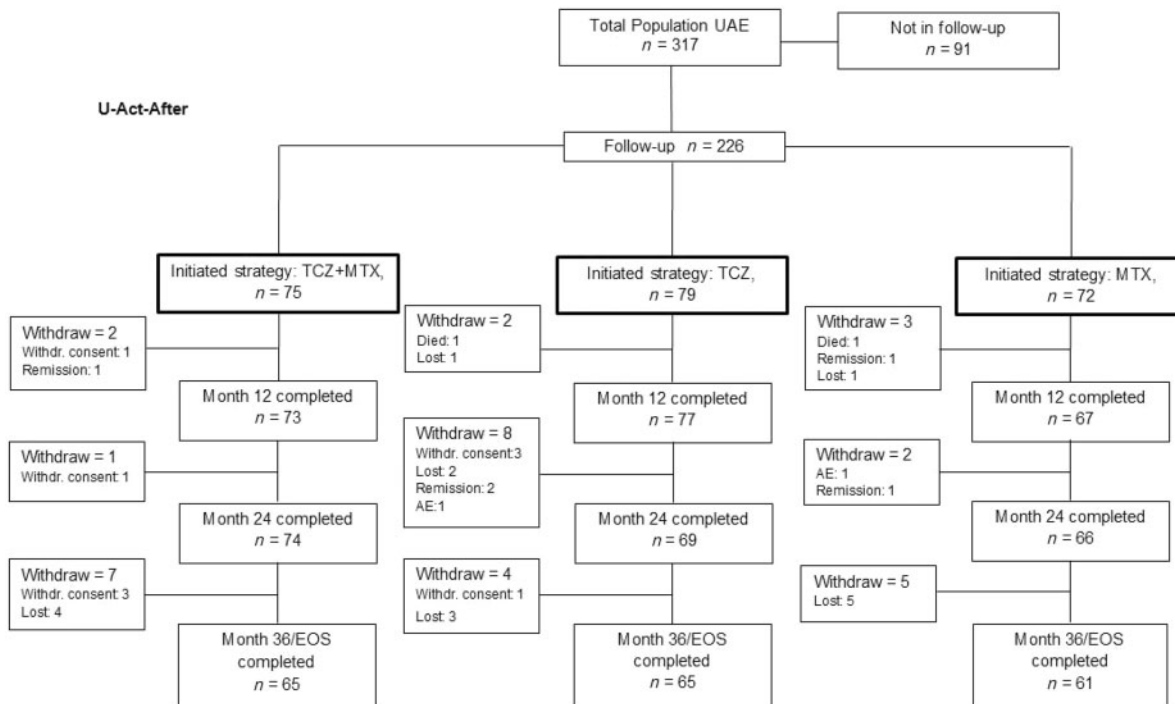 Total Population UAE
n = 317
Not in follow-up
n = 91
U-Act-After
Follow-up n = 226
Initiated strategy: TCZ+MTX,
n = 75
Initiated strategy: TCZ,
n = 79
Initiated strategy: MTX,
n = 72
Withdraw = 2
Withdr. consent: 1
Remission: 1
Withdraw = 2
Died: 1
Lost: 1
Withdraw = 3
Died: 1
Remission: 1
Lost: 1
Month 12 completed
n = 73
Month 12 completed
n = 77
Month 12 completed
n = 67
Withdraw = 1
Withdr. consent: 1
Withdraw = 8
Withdr. consent:3
Lost: 2
Remission: 2
AE:1
Withdraw = 2
AE: 1
Remission: 1
Month 24 completed
n = 74
Month 24 completed
n = 69
Month 24 completed
n = 66
Withdraw = 7
Withdr. consent: 3
Lost: 4
Withdraw = 4
Withdr. consent: 1
Lost: 3
Withdraw = 5
Lost: 5
Month 36/EOS
completed
n = 65
Month 36/EOS
completed
n = 65
Month 36/EOS
completed
n = 61